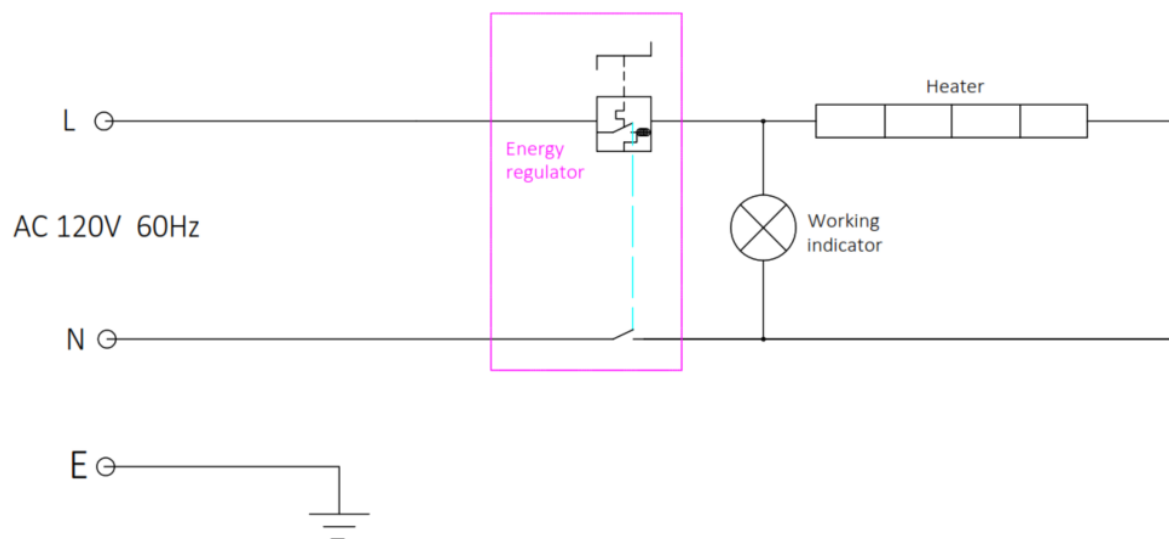 Heater
L
Energy
regulator
AC 120V  60Hz
Working
indicator
N
E